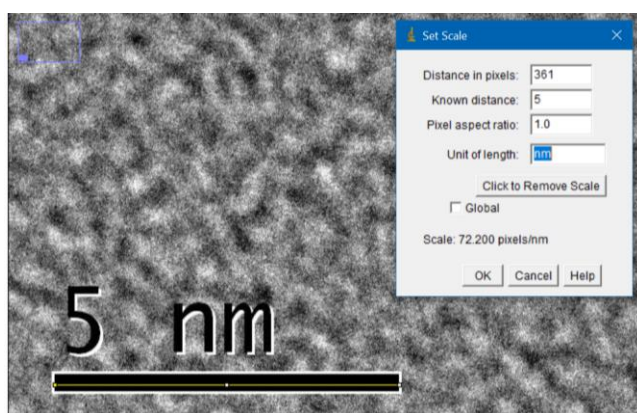 Set Scale
Distance in pixels: 361
Known distance: 5
Pixel aspect ratio: 1.0
Unit of length: nm
Click to Remove Scale
Global
Scale: 72.200 pixels/nm
OK Cancel Help
5 nm